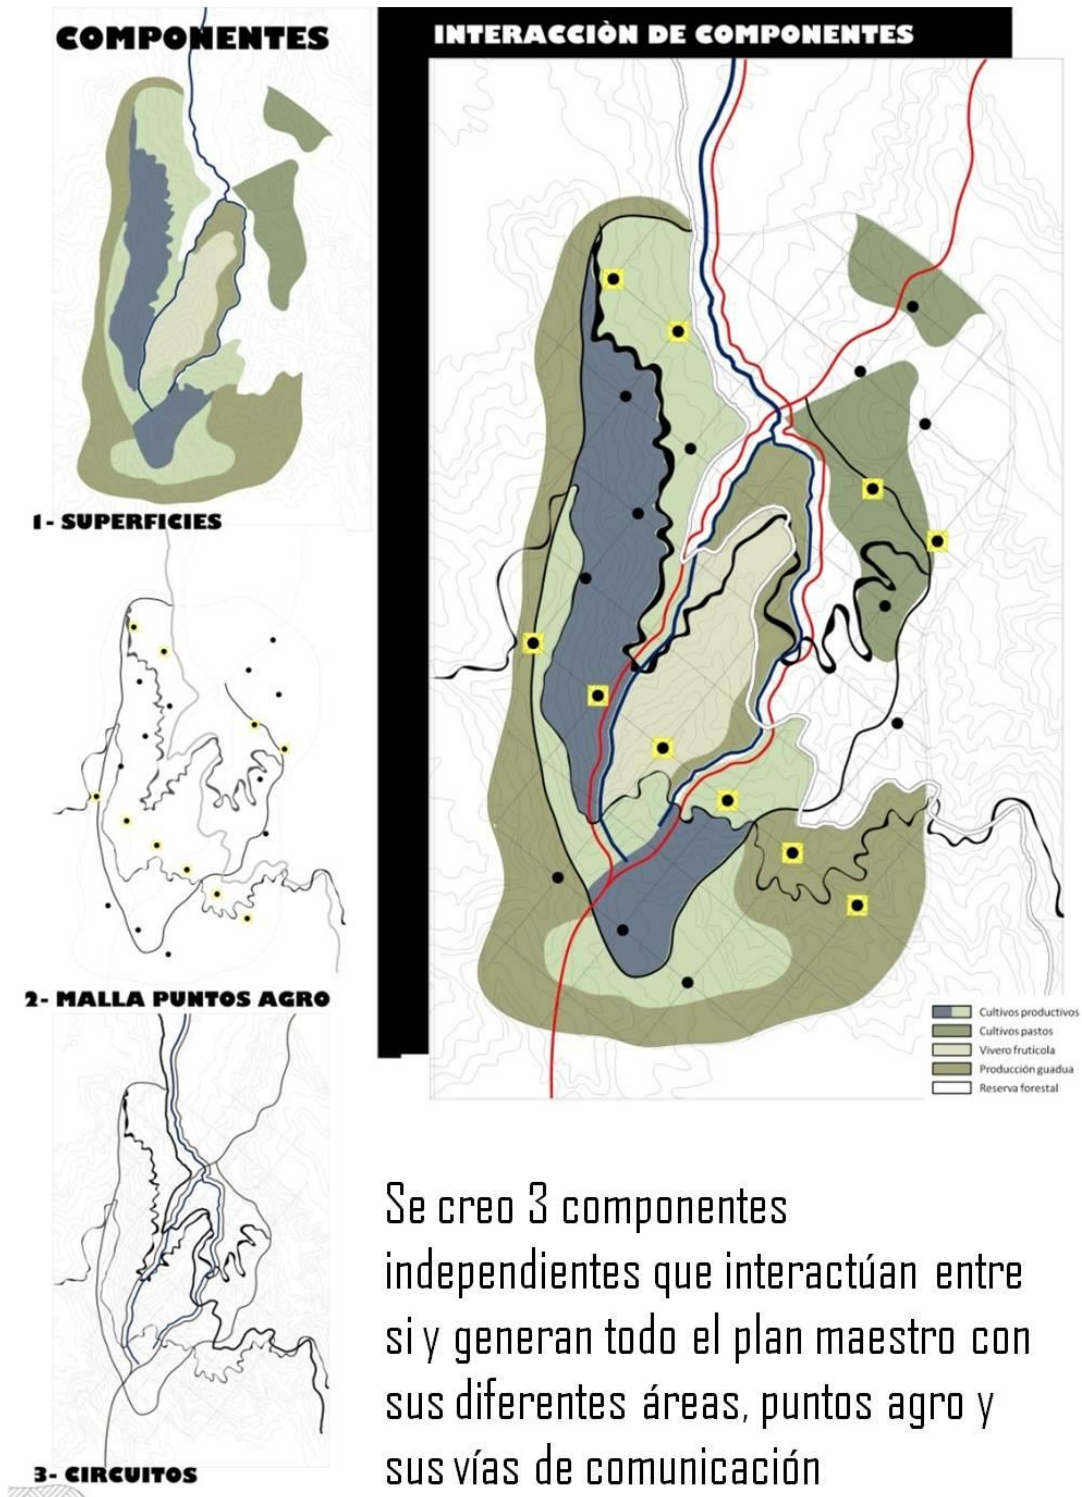 COMPONENTES
1- SUPERFICIES
2- MALLA PUNTOS AGRO
3- CIRCUITOS
INTERACCIÒN DE COMPONENTES
Cultivos productivos
Cultivos pastos
Vivero frutícola
Producción guadua
Reserva forestal
Se creo 3 componentes
independientes que interactúan entre
si y generan todo el plan maestro con
sus diferentes áreas, puntos agro y
sus vías de comunicación